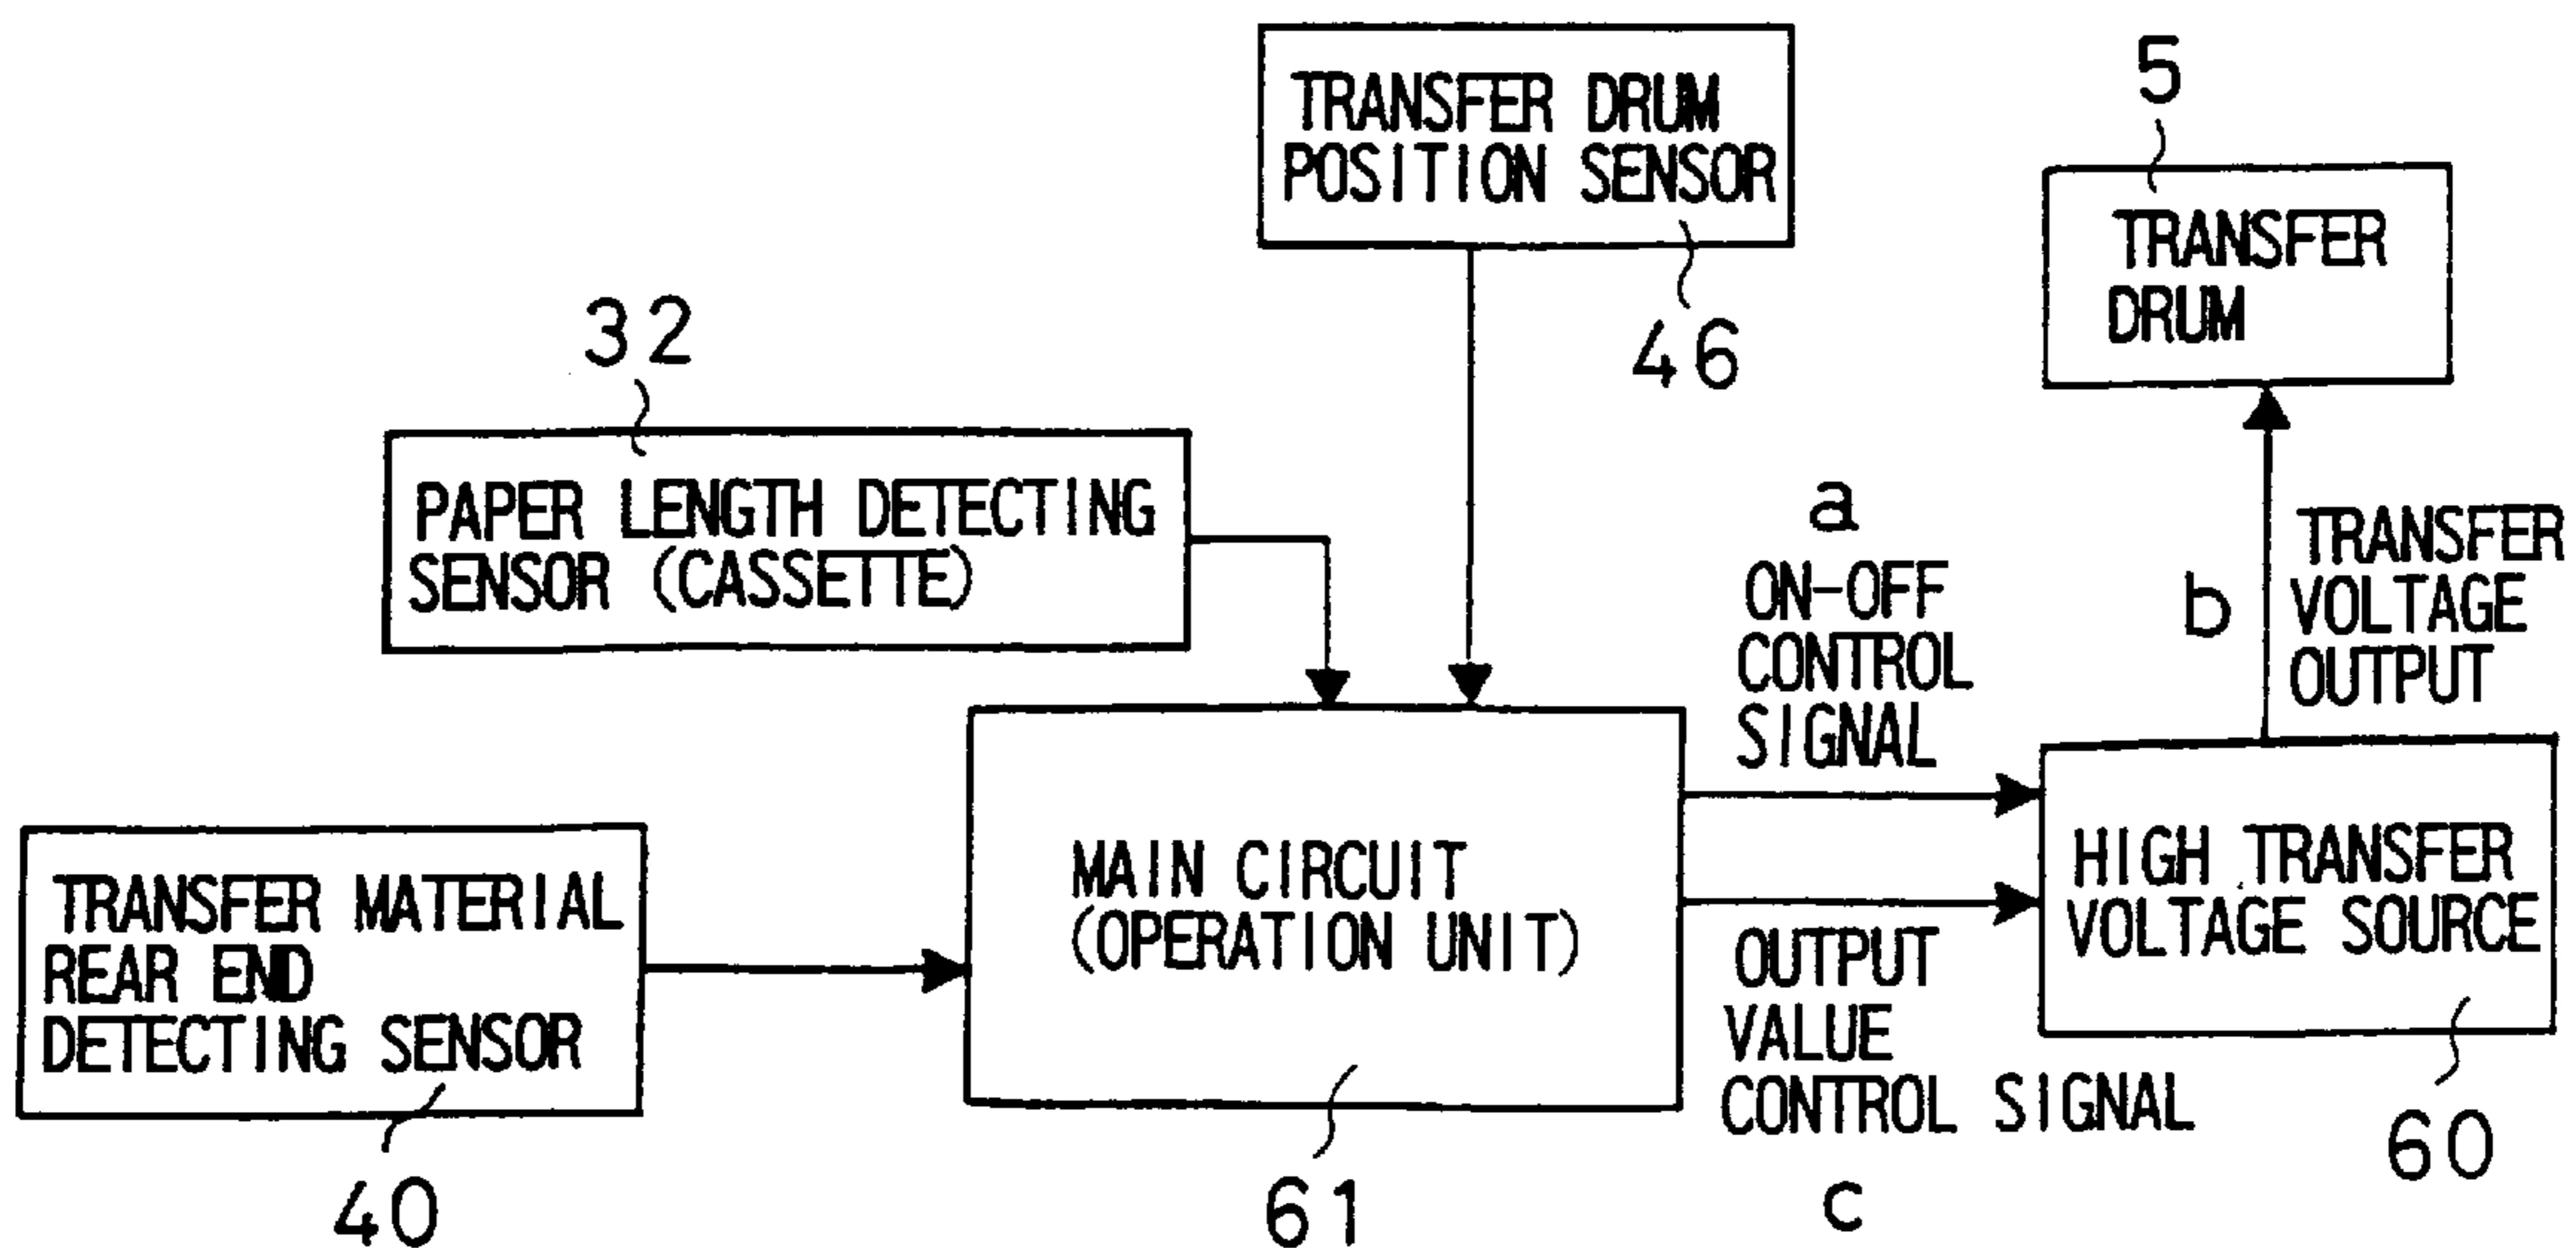 TRANSFER DRUM
POSITION SENSOR
46
5
TRANSFER
DRUM
32
PAPER LENGTH DETECTING
SENSOR (CASSETTE)
a
ON-OFF
CONTROL
SIGNAL
b
TRANSFER
VOLTAGE
OUTPUT
TRANSFER MATERIAL
REAR END
DETECTING SENSOR
40
MAIN CIRCUIT
(OPERATION UNIT)
61
OUTPUT
VALUE
CONTROL SIGNAL
c
HIGH TRANSFER
VOLTAGE SOURCE
60